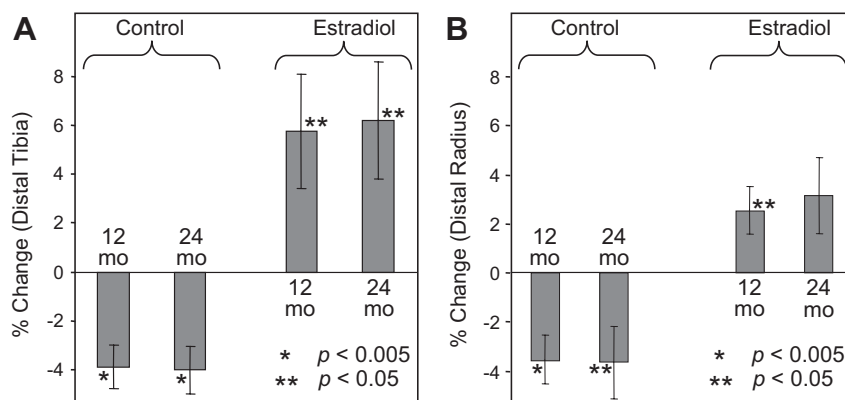 A
Control
Estradiol
% Change (Distal Tibia)
8
6
4
2
0
-2
-4
12
mo
24
mo
**
**
12
mo
24
mo
*
*
* p < 0.005
** p < 0.05
B
Control
Estradiol
% Change (Distal Radius)
8
6
4
2
0
-2
-4
12
mo
24
mo
**
12
mo
24
mo
*
**
* p < 0.005
** p < 0.05